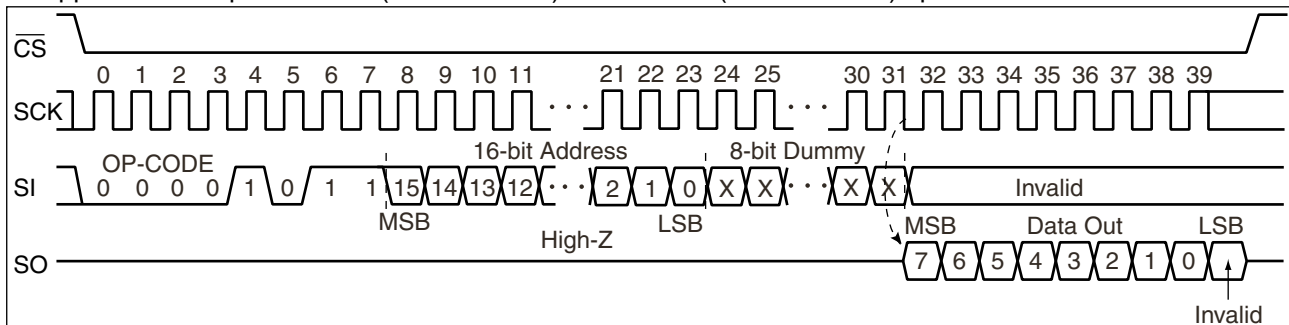 CS
0 1 2 3 4 5 6 7 8 9 10 11 21 22 23 24 25 30 31 32 33 34 35 36 37 38 39
SCK
OP-CODE 16-bit Address 8-bit Dummy
SI 0 0 0 0 1 0 1 1 15 14 13 12 2 1 0 X X X X Invalid
MSB LSB MSB Data Out LSB
High-Z
SO 7 6 5 4 3 2 1 0
Invalid